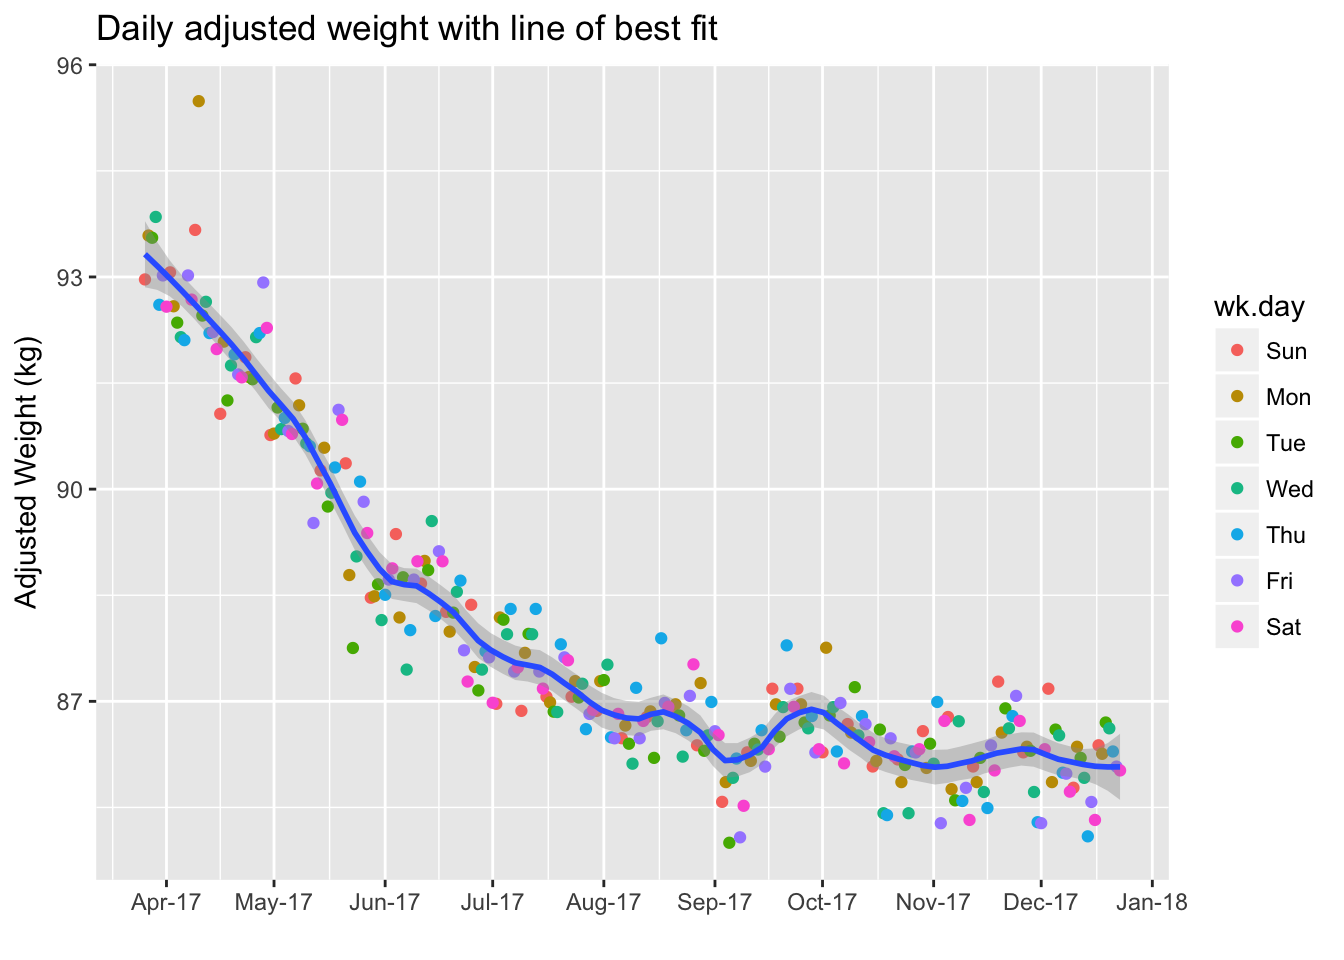 Daily adjusted weight with line of best fit
Adjusted Weight (kg)
96
93
90
87
Apr-17 May-17 Jun-17 Jul-17 Aug-17 Sep-17 Oct-17 Nov-17 Dec-17 Jan-18
wk.day
Sun
Mon
Tue
Wed
Thu
Fri
Sat